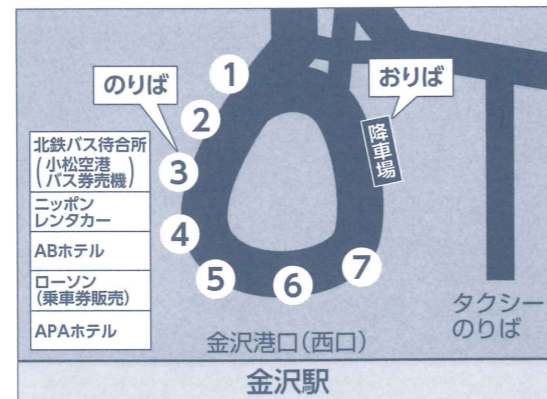 のりば
おりば
1
2
3
4
5
6
7
降車場
北鉄バス待合所
(小松空港
バス券売機)
ニッポン
レンタカー
ABホテル
ローソン
(乗車券販売)
APAホテル
タクシー
のりば
金沢港口(西口)
金沢駅